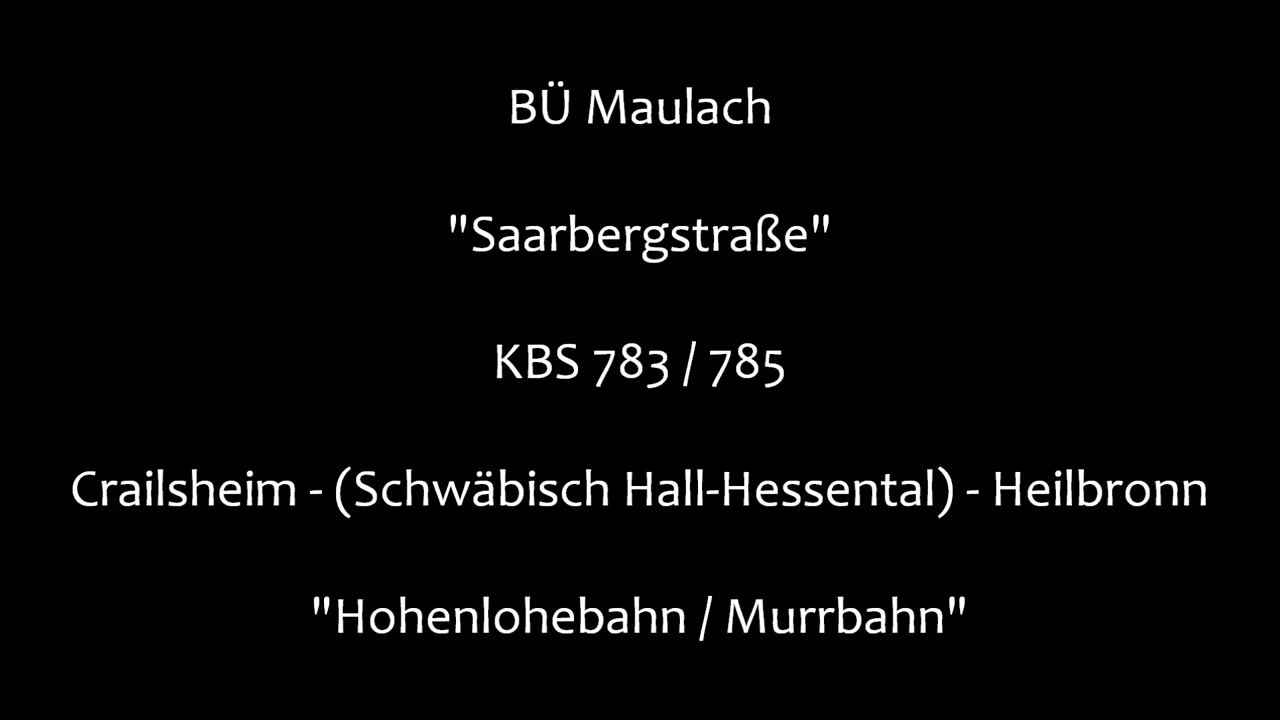 BÜ Maulach
"Saarbergstraße"
KBS 783 / 785
Crailsheim - (Schwäbisch Hall-Hessental) - Heilbronn
"Hohenlohebahn / Murrbahn"